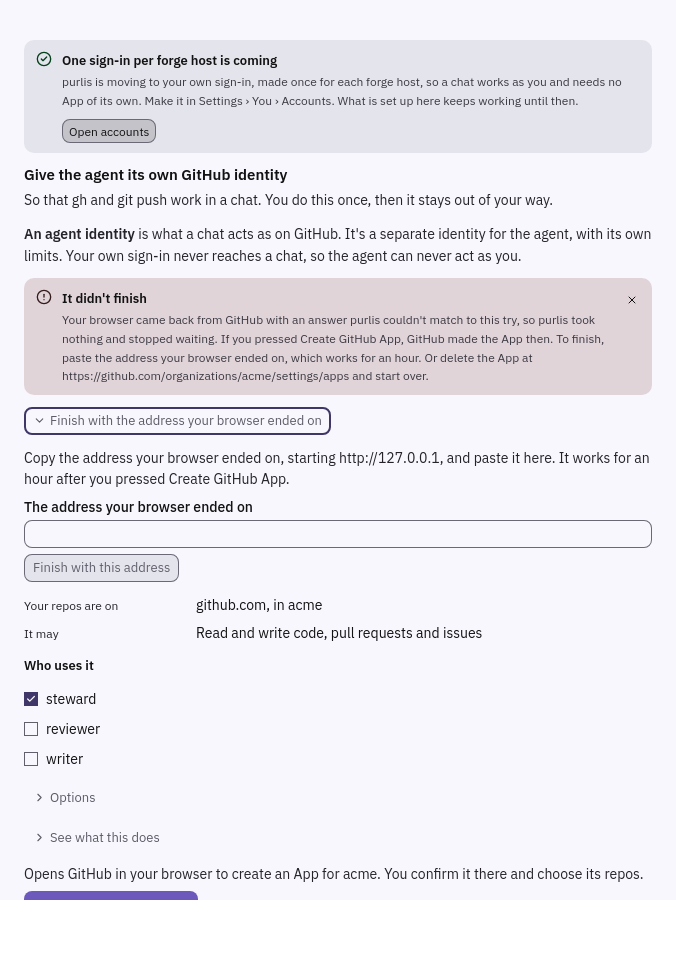 One sign-in per forge host is coming
purlis is moving to your own sign-in, made once for each forge host, so a chat works as you and needs no
App of its own. Make it in Settings › You › Accounts. What is set up here keeps working until then.
Open accounts
Give the agent its own GitHub identity
So that gh and git push work in a chat. You do this once, then it stays out of your way.
An agent identity is what a chat acts as on GitHub. It's a separate identity for the agent, with its own
limits. Your own sign-in never reaches a chat, so the agent can never act as you.
It didn't finish
Your browser came back from GitHub with an answer purlis couldn't match to this try, so purlis took
nothing and stopped waiting. If you pressed Create GitHub App, GitHub made the App then. To finish,
paste the address your browser ended on, which works for an hour. Or delete the App at
https://github.com/organizations/acme/settings/apps and start over.
Finish with the address your browser ended on
Copy the address your browser ended on, starting http://127.0.0.1, and paste it here. It works for an
hour after you pressed Create GitHub App.
The address your browser ended on
Finish with this address
Your repos are on github.com, in acme
It may Read and write code, pull requests and issues
Who uses it
steward
reviewer
writer
Options
See what this does
Opens GitHub in your browser to create an App for acme. You confirm it there and choose its repos.